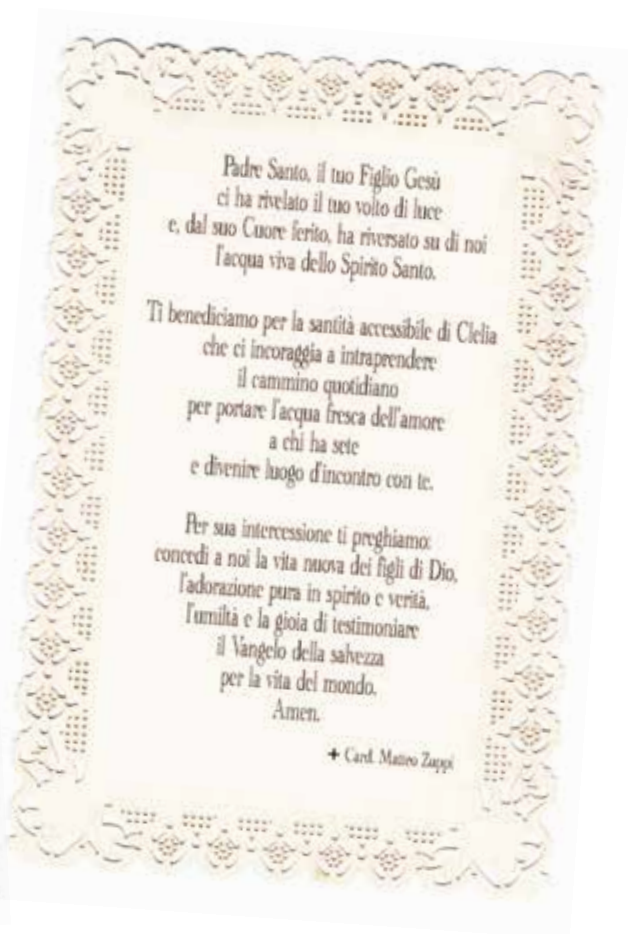 Padre Santo, il tuo Figlio Gesù
ci ha rivelato il tuo volto di luce
e, dal suo Cuore ferito, ha riversato su di noi
l'acqua viva dello Spirito Santo.
Ti benediciamo per la santità accessibile di Clelia
che ci incoraggia a intraprendere
il cammino quotidiano
per portare l'acqua fresca dell'amore
a chi ha sete
e divenire luogo d'incontro con te.
Per sua intercessione ti preghiamo:
concedi a noi la vita nuova dei figli di Dio,
l'adorazione pura in spirito e verità,
l'umiltà e la gioia di testimoniare
il Vangelo della salvezza
per la vita del mondo.
Amen.
+ Card. Matteo Zuppi